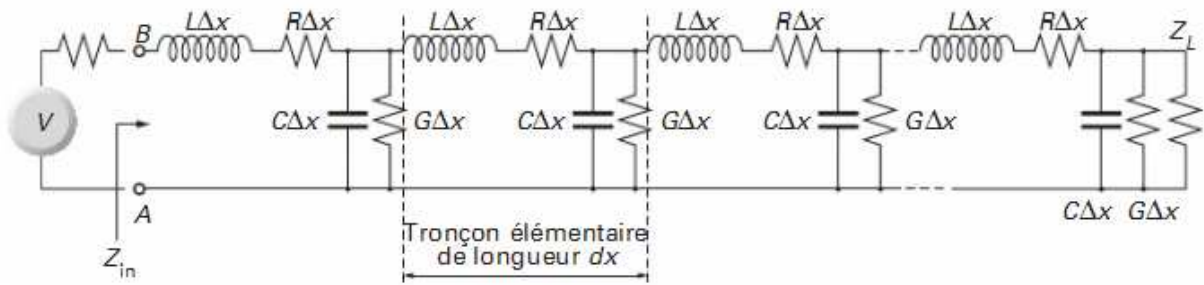 LΔx RΔx LΔx RΔx LΔx RΔx LΔx RΔx Z_L
B
V CΔx GΔx CΔx GΔx CΔx GΔx
A CΔx GΔx
Z_in
Tronçon élémentaire
de longueur dx